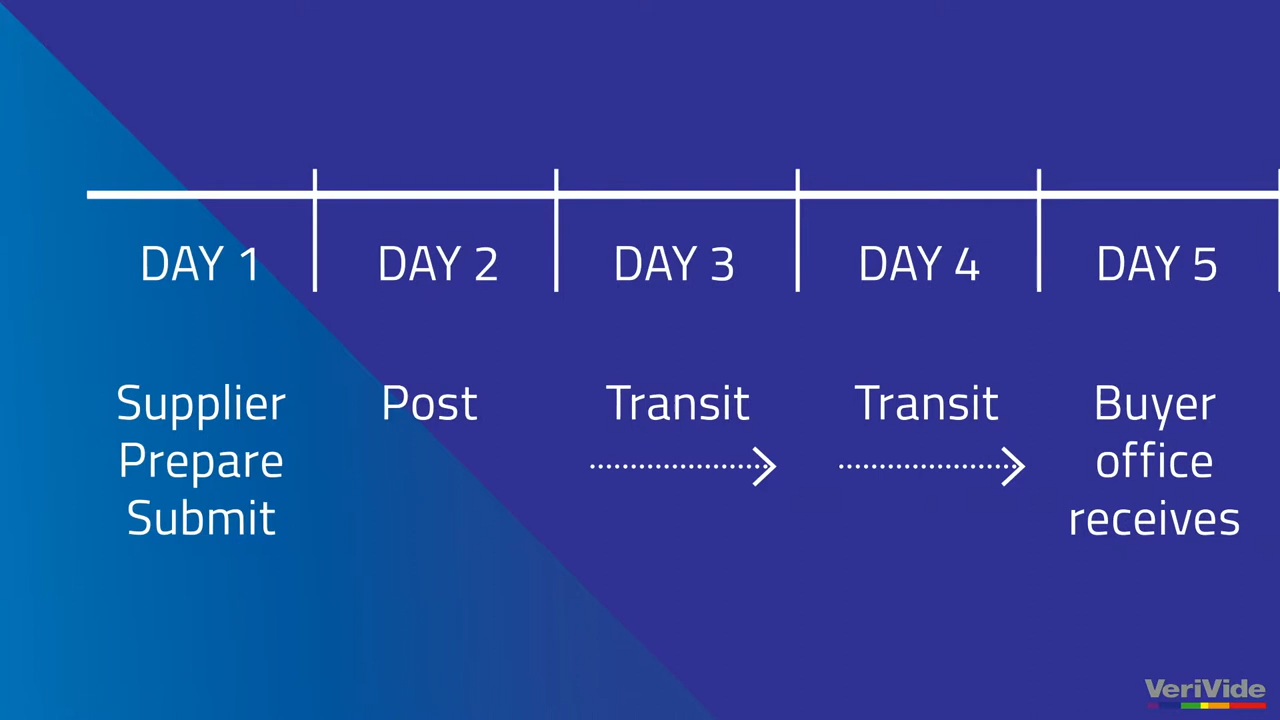 DAY 1
DAY 2
DAY 3
DAY 4
DAY 5
Supplier
Prepare
Submit
Post
Transit
Transit
Buyer
office
receives
VeriVide